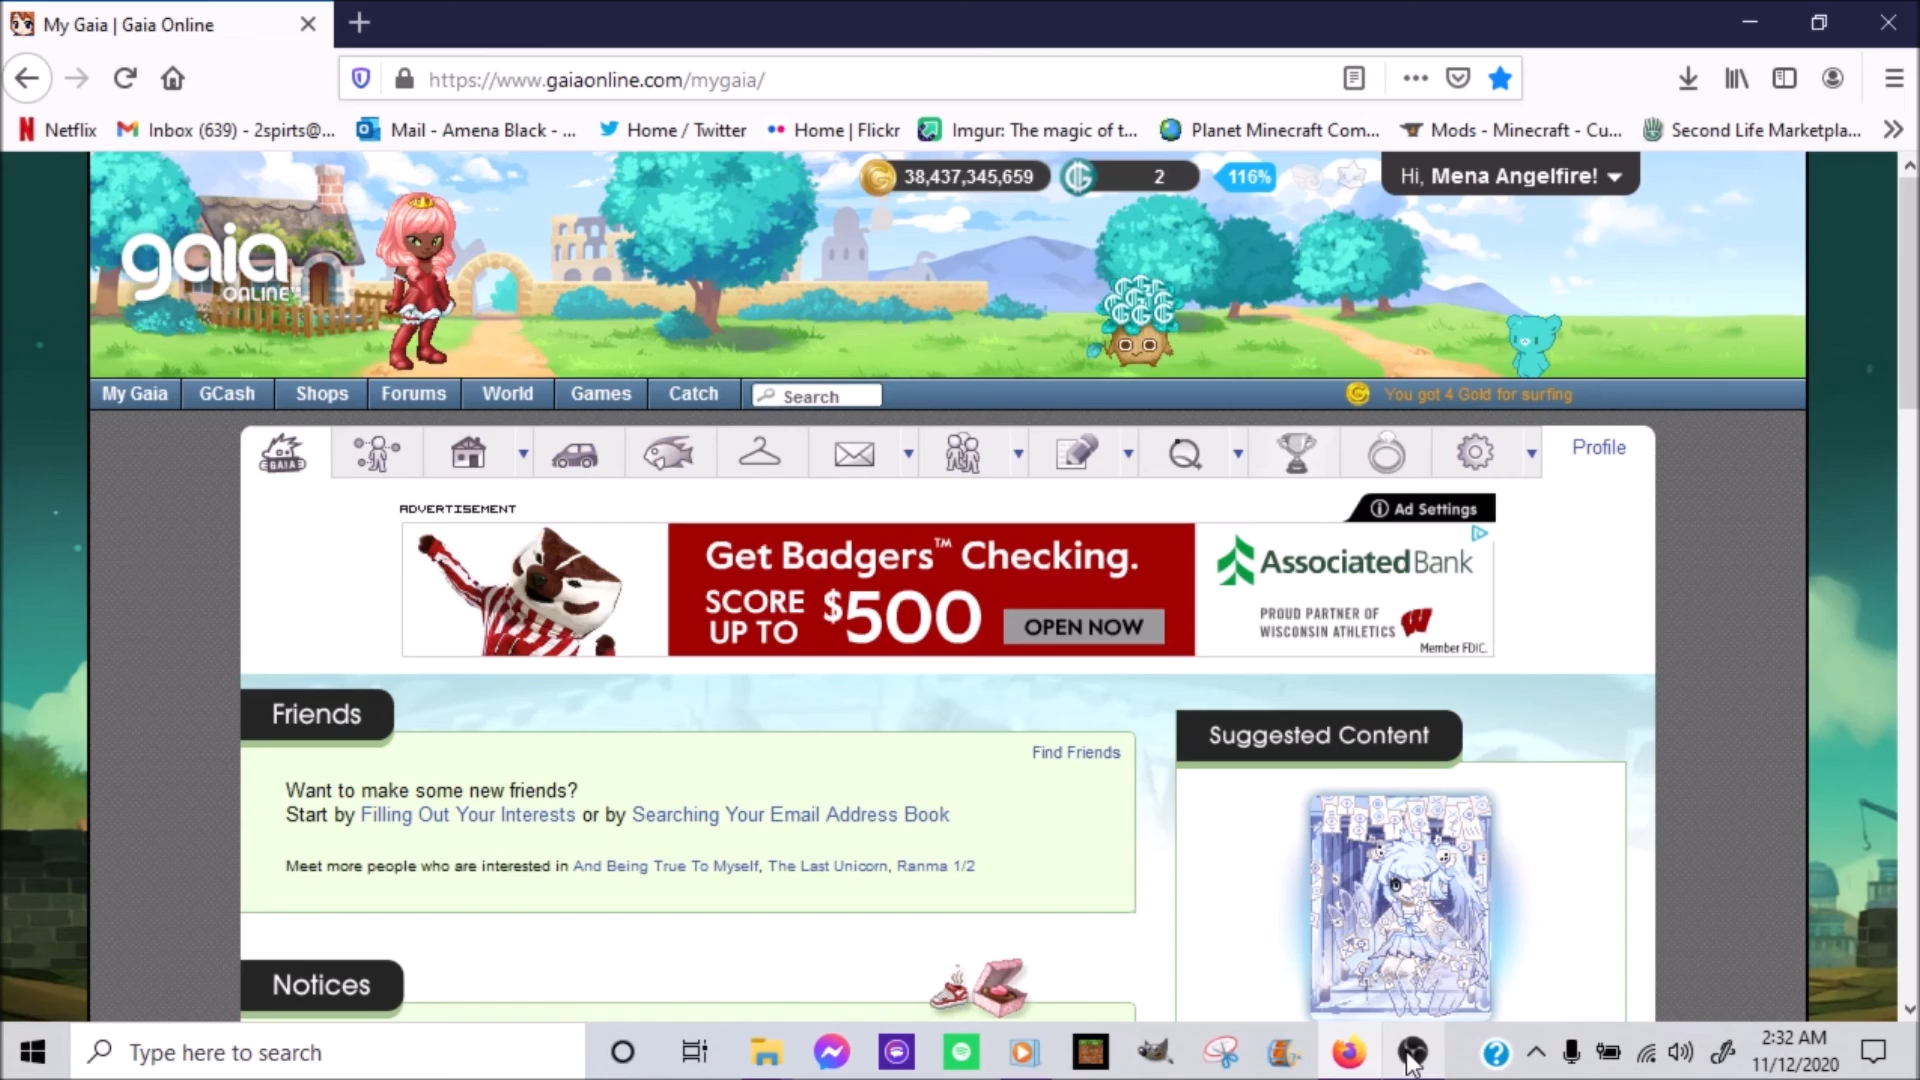 My Gaia | Gaia Online
https://www.gaiaonline.com/mygaia/
Netflix
Inbox (639) - 2spirts@...
Mail - Amena Black - ...
Home / Twitter
Home | Flickr
Imgur: The magic of t...
Planet Minecraft Com...
Mods - Minecraft - Cu...
Second Life Marketpla...
38,437,345,659
2
116%
Hi, Mena Angelfire!
gaia
ONLINE
My Gaia
GCash
Shops
Forums
World
Games
Catch
Search
You got 4 Gold for surfing
GAIA
Profile
ADVERTISEMENT
Ad Settings
Get Badgers™ Checking.
SCORE UP TO $500
OPEN NOW
Associated Bank
PROUD PARTNER OF
WISCONSIN ATHLETICS
W
Member FDIC.
Friends
Find Friends
Want to make some new friends?
Start by Filling Out Your Interests or by Searching Your Email Address Book
Meet more people who are interested in And Being True To Myself, The Last Unicorn, Ranma 1/2
Suggested Content
Notices
Type here to search
2:32 AM
11/12/2020